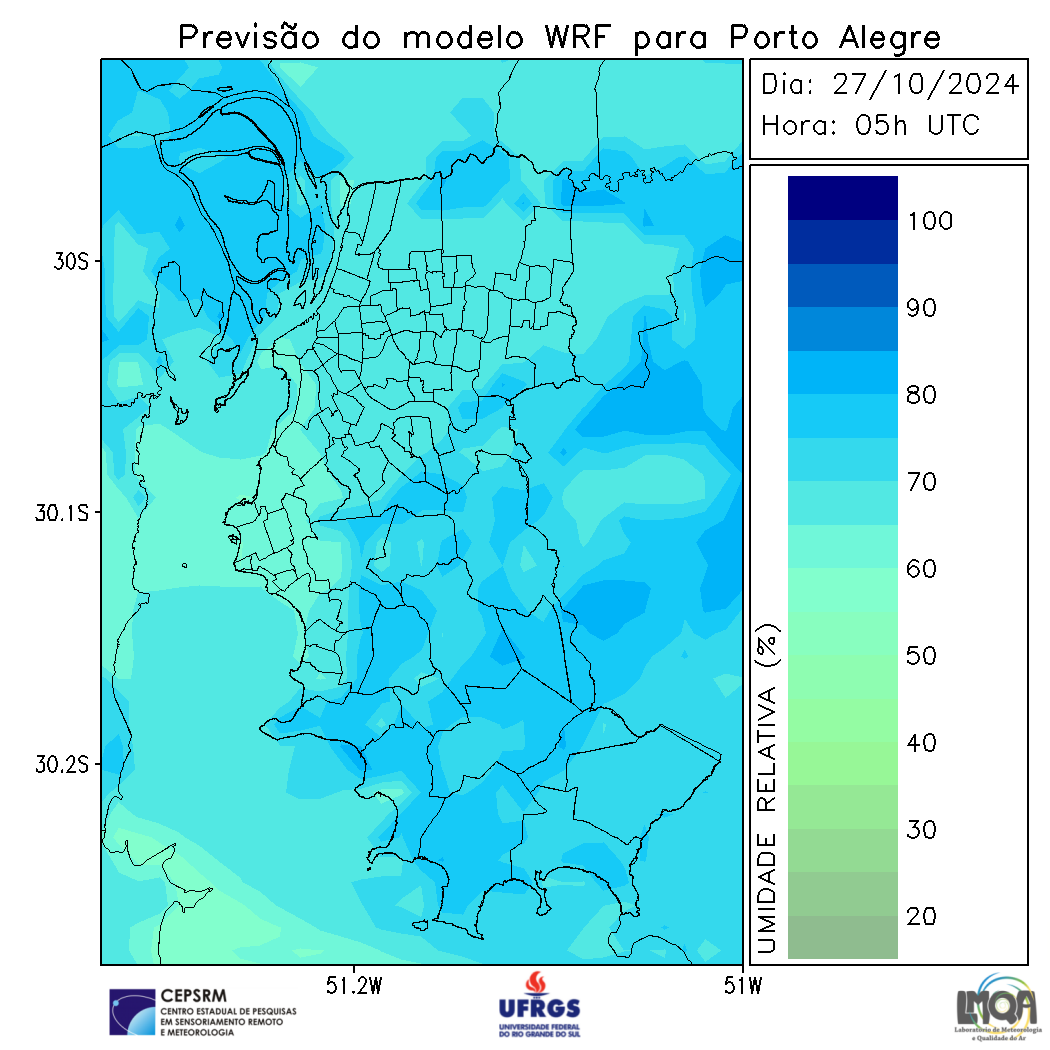 Previsão do modelo WRF para Porto Alegre
Dia: 27/10/2024
Hora: 05h UTC
30S
30.1S
30.2S
51.2W
51W
UMIDADE RELATIVA (%)
100
90
80
70
60
50
40
30
20
CEPSRM
CENTRO ESTADUAL DE PESQUISAS
EM SENSORIAMENTO REMOTO
E METEOROLOGIA
UFRGS
UNIVERSIDADE FEDERAL
DO RIO GRANDE DO SUL
LMQA
Laboratório de Meteorologia
e Qualidade do Ar